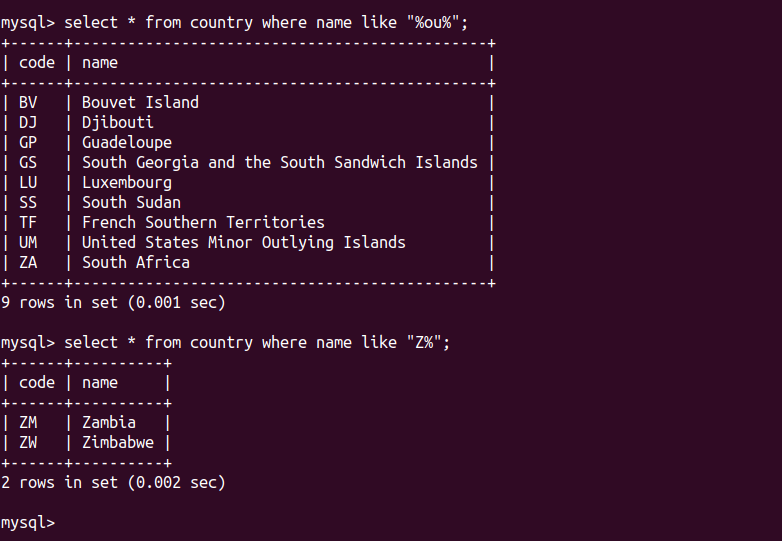 mysql> select * from country where name like "%ou%";
+------+----------------------------------------------+
| code | name                                         |
+------+----------------------------------------------+
| BV   | Bouvet Island                                |
| DJ   | Djibouti                                     |
| GP   | Guadeloupe                                   |
| GS   | South Georgia and the South Sandwich Islands |
| LU   | Luxembourg                                   |
| SS   | South Sudan                                  |
| TF   | French Southern Territories                  |
| UM   | United States Minor Outlying Islands         |
| ZA   | South Africa                                 |
+------+----------------------------------------------+
9 rows in set (0.001 sec)

mysql> select * from country where name like "Z%";
+------+----------+
| code | name     |
+------+----------+
| ZM   | Zambia   |
| ZW   | Zimbabwe |
+------+----------+
2 rows in set (0.002 sec)

mysql>